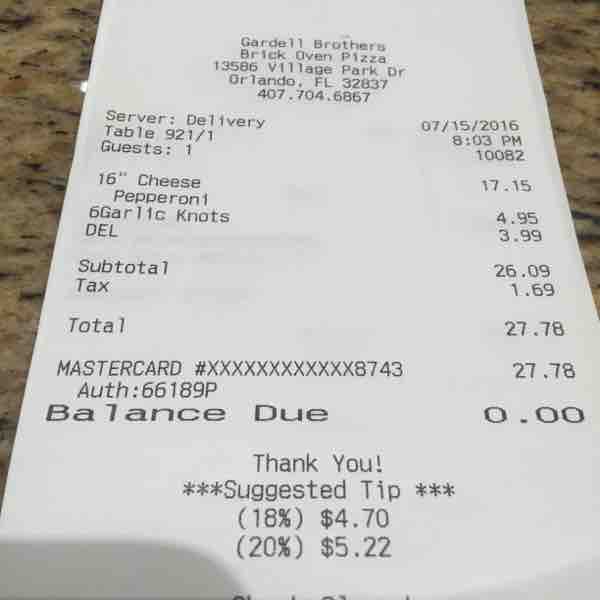 Gardell Brothers
Brick Oven Pizza
13586 Village Park Dr
Orlando, FL 32837
407.704.6867
Server: Delivery 07/15/2016
Table 921/1 8:03 PM
Guests: 1 10082
16" Cheese 17.15
Pepperoni
6Garlic Knots 4.95
DEL 3.99
Subtotal 26.09
Tax 1.69
Total 27.78
MASTERCARD #XXXXXXXXXXXX8743 27.78
Auth:66189P
Balance Due 0.00
Thank You!
***Suggested Tip ***
(18%) $4.70
(20%) $5.22